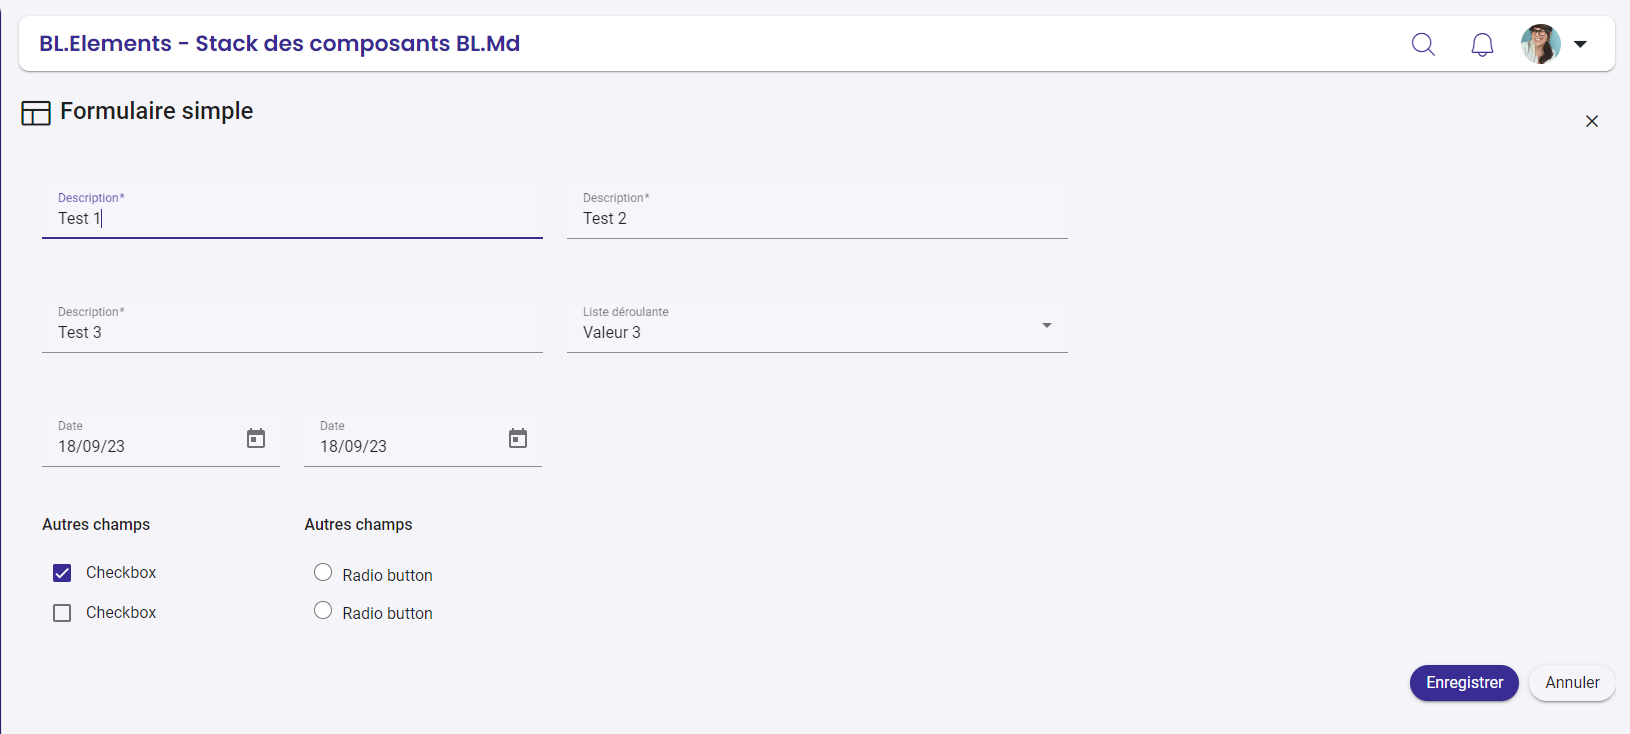 BL.Elements - Stack des composants BL.Md
Formulaire simple
Description* Description*
Test 1 Test 2
Description* Liste déroulante
Test 3 Valeur 3
Date Date
18/09/23 18/09/23
Autres champs Autres champs
Checkbox Radio button
Checkbox Radio button
Enregistrer Annuler